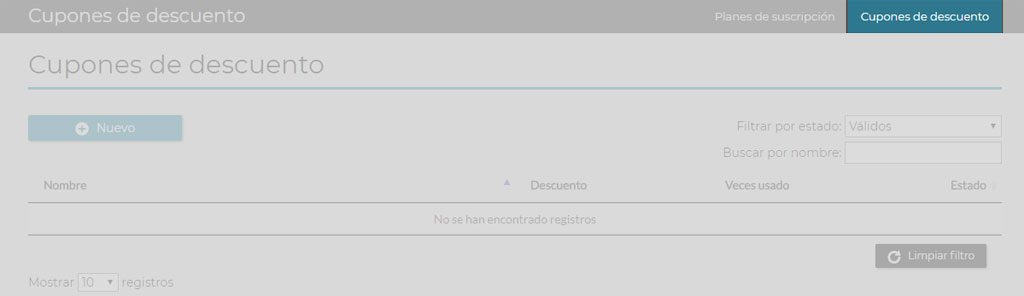 Cupones de descuento Planes de suscripción Cupones de descuento
Cupones de descuento
Nuevo Filtrar por estado: Válidos
Buscar por nombre:
Nombre Descuento Veces usado Estado
No se han encontrado registros
Limpiar filtro
Mostrar 10 registros